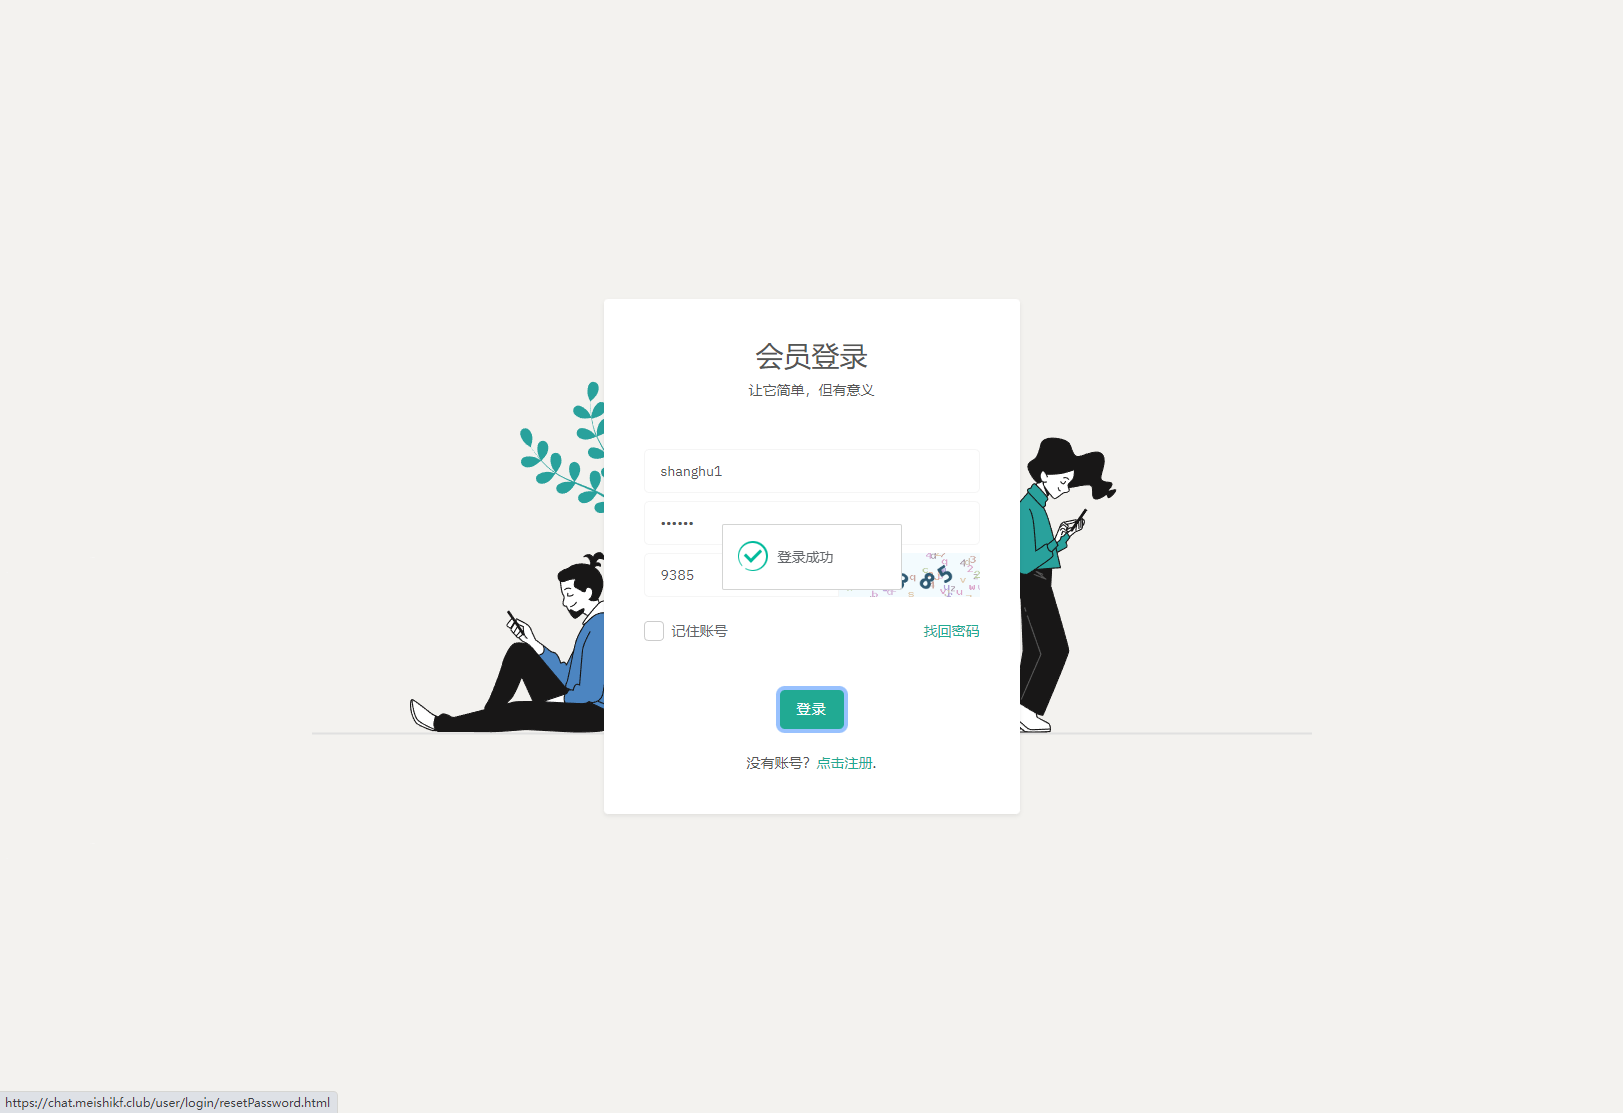 会员登录
让它简单，但有意义
shanghu1
••••••
登录成功
9385
85
记住账号
找回密码
登录
没有账号？点击注册.
https://chat.meishikf.club/user/login/resetPassword.html